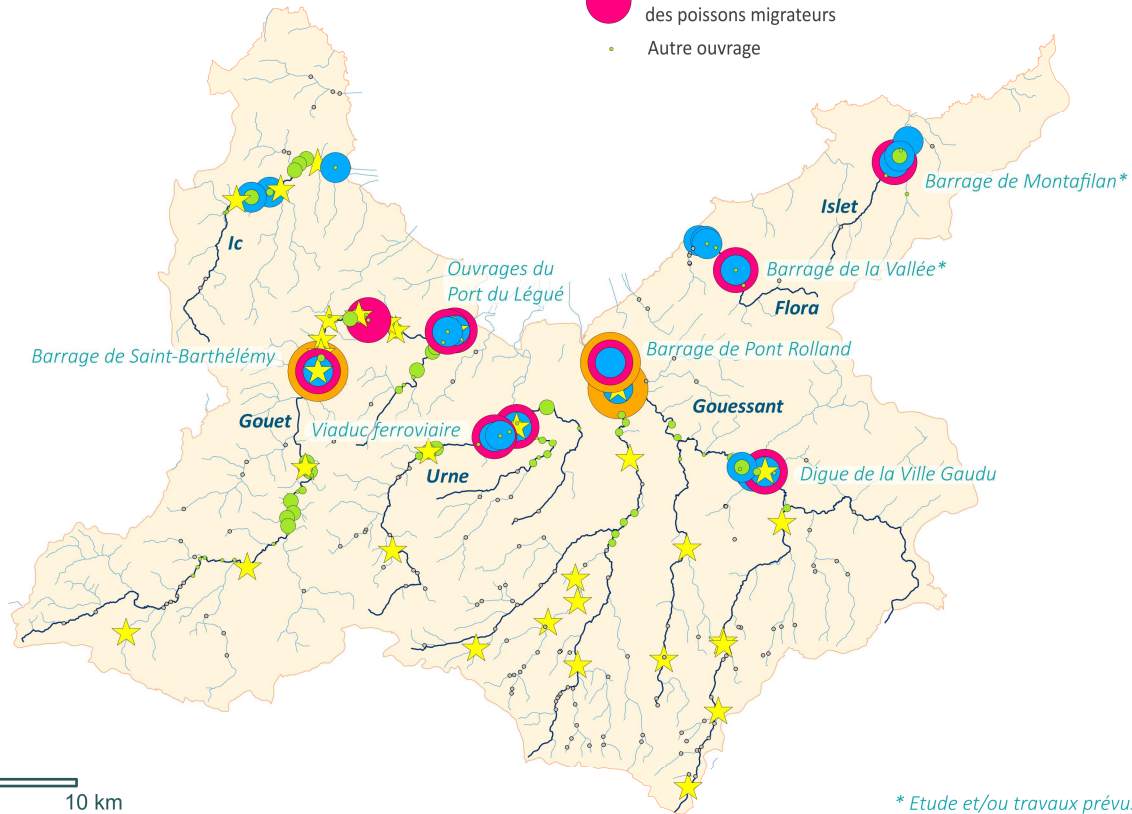 des poissons migrateurs
Autre ouvrage
Barrage de Montafilan*
Islet
Ic
Ouvrages du
Port du Légué
Barrage de la Vallée*
Flora
Barrage de Saint-Barthélémy
Barrage de Pont Rolland
Gouet
Gouessant
Viaduc ferroviaire
Urne
Digue de la Ville Gaudu
10 km
* Etude et/ou travaux prévu